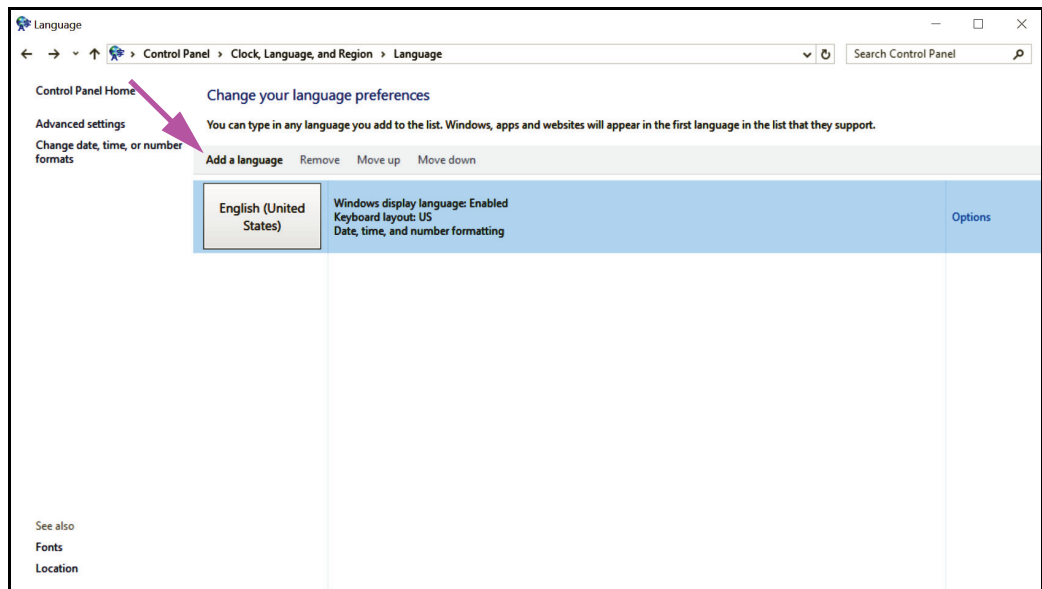 Language
Control Panel > Clock, Language, and Region > Language
Search Control Panel
Control Panel Home
Advanced settings
Change date, time, or number
formats
Change your language preferences
You can type in any language you add to the list. Windows, apps and websites will appear in the first language in the list that they support.
Add a language Remove Move up Move down
English (United
States)
Windows display language: Enabled
Keyboard layout: US
Date, time, and number formatting
Options
See also
Fonts
Location